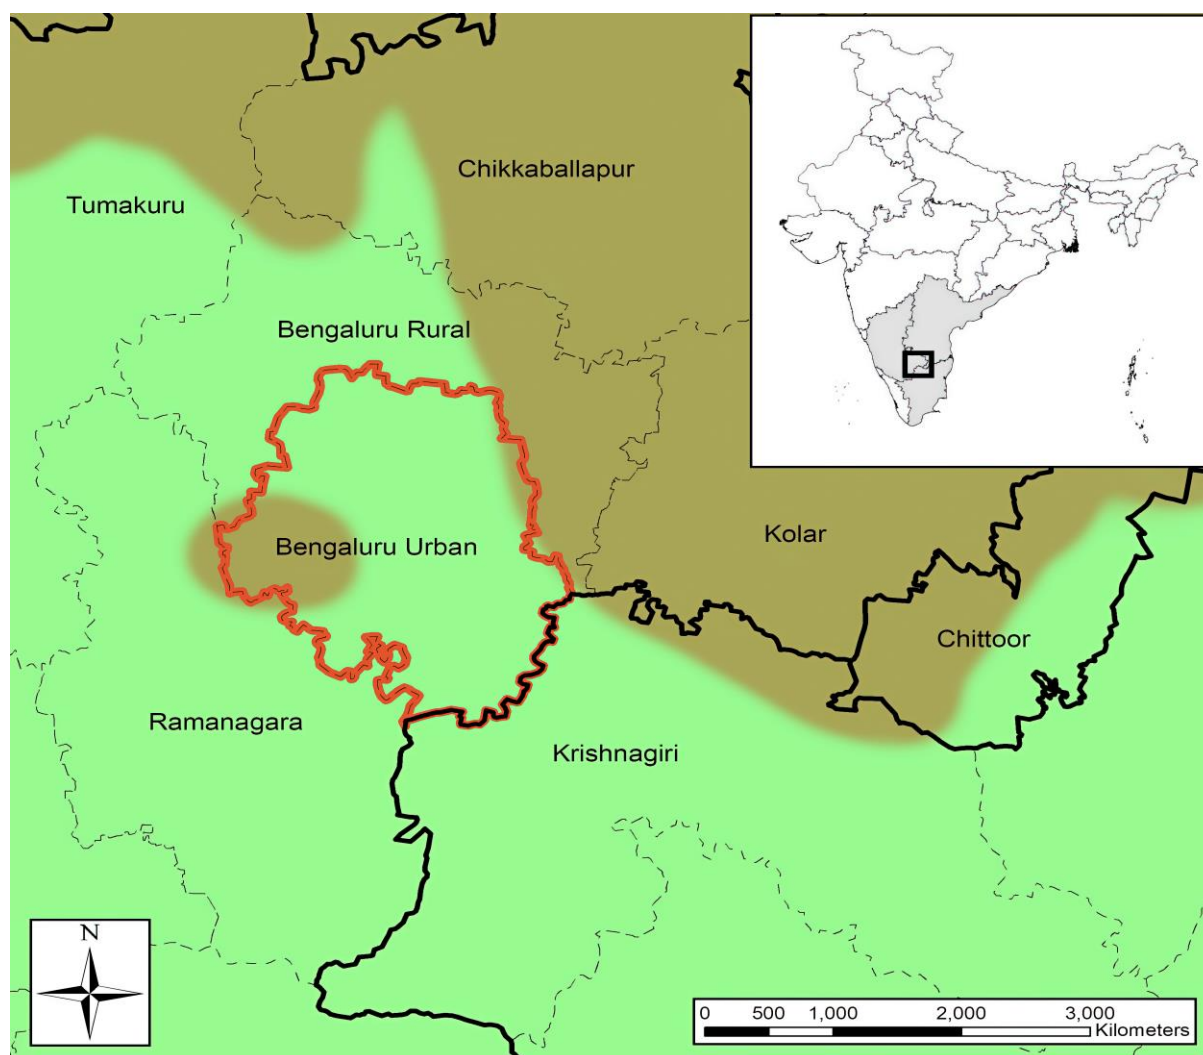 Chikkaballapur
Tumakuru
Bengaluru Rural
Kolar
Bengaluru Urban
Chittoor
Ramanagara
Krishnagiri
N
0 500 1,000 2,000 3,000
Kilometers